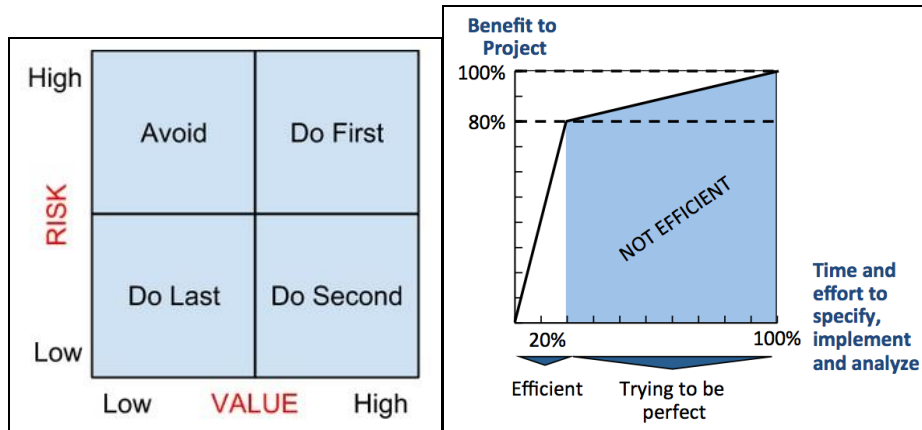 High
Avoid
Do First
RISK
Do Last
Do Second
Low
Low
VALUE
High
Benefit to
Project
100%
80%
NOT EFFICIENT
20%
100%
Time and
effort to
specify,
implement
and analyze
Efficient
Trying to be
perfect